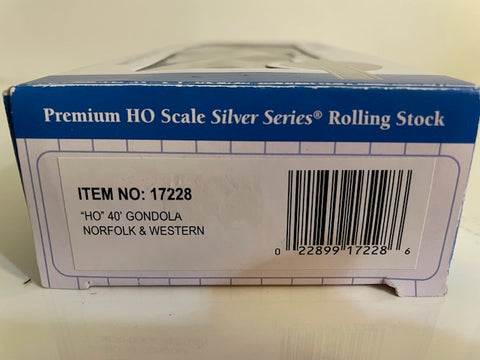 Premium HO Scale Silver Series® Rolling Stock
ITEM NO: 17228
"HO" 40' GONDOLA
NORFOLK & WESTERN
0 22899 17228 6